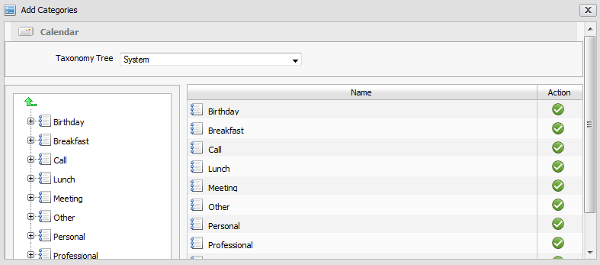 Add Categories
Calendar
Taxonomy Tree System
Name Action
Birthday
Breakfast
Call
Lunch
Meeting
Other
Personal
Professional
Birthday
Breakfast
Call
Lunch
Meeting
Other
Personal
Professional